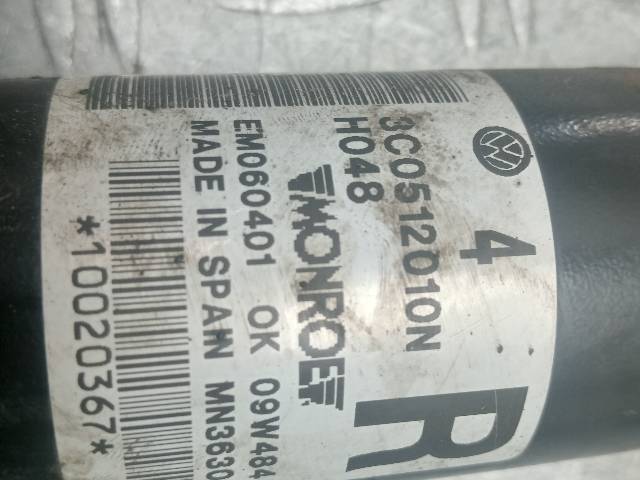 4 R
3C0512010N
H048
MONROE
EM060401 OK 09W484
MADE IN SPAIN MN3630
*10020367*